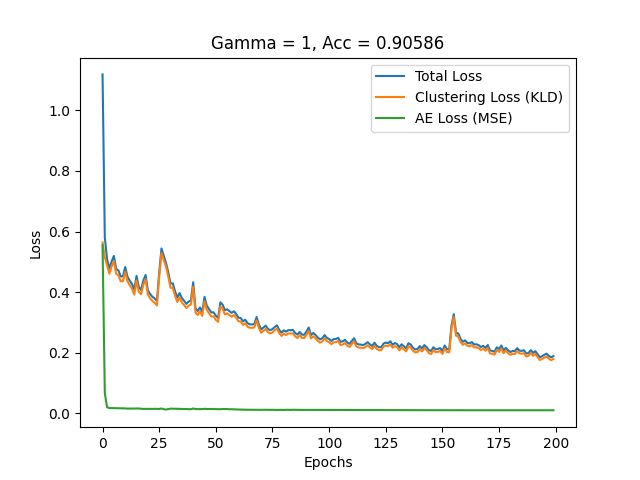 Gamma = 1, Acc = 0.90586
Total Loss
Clustering Loss (KLD)
AE Loss (MSE)
Loss
1.0
0.8
0.6
0.4
0.2
0.0
0 25 50 75 100 125 150 175 200
Epochs